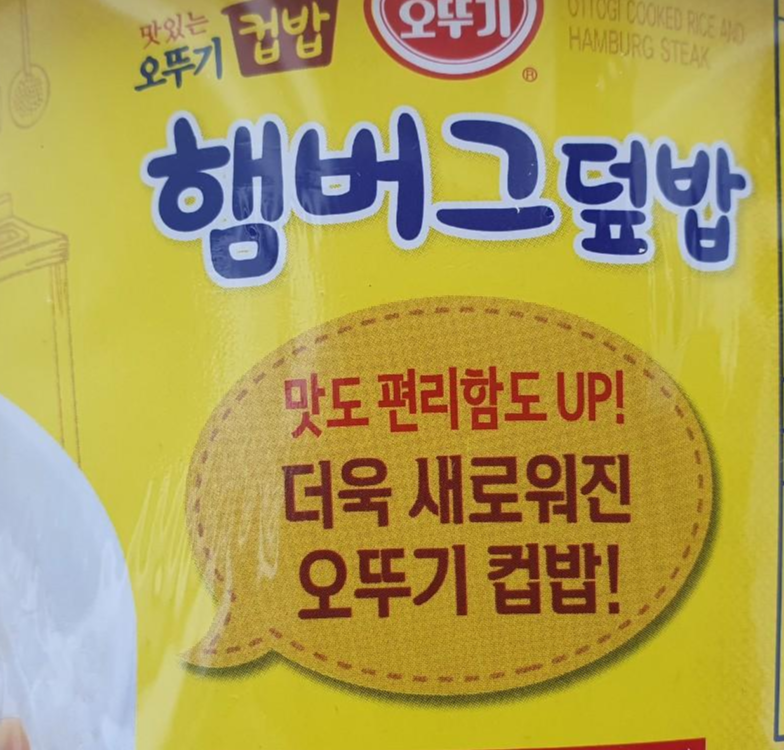 맛있는
오뚜기 컵밥
오뚜기
®
OTTOGI COOKED RICE AND
HAMBURG STEAK
햄버그덮밥
맛도 편리함도 UP!
더욱 새로워진
오뚜기 컵밥!